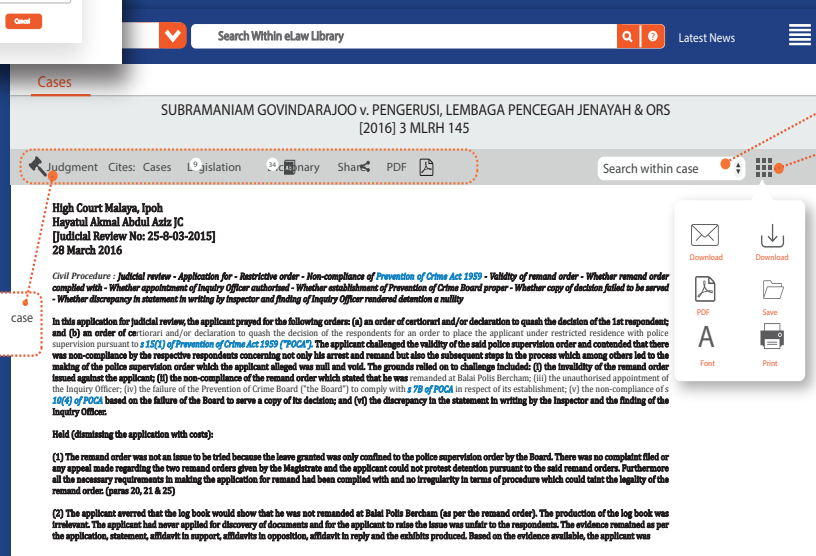 Cancel
Search Within eLaw Library
Latest News
Cases
SUBRAMANIAM GOVINDARAJOO v. PENGERUSI, LEMBAGA PENCEGAH JENAYAH & ORS
[2016] 3 MLRH 145
Judgment Cites: Cases 9 Legislation 34 Dictionary Share PDF
Search within case
High Court Malaya, Ipoh
Hayatul Akmal Abdul Aziz JC
[Judicial Review No: 25-8-03-2015]
28 March 2016
Download
Download
PDF
Save
A
Font
Print
case
Civil Procedure : Judicial review - Application for - Restrictive order - Non-compliance of Prevention of Crime Act 1959 - Validity of remand order - Whether remand order
complied with - Whether appointment of Inquiry Officer authorised - Whether establishment of Prevention of Crime Board proper - Whether copy of decision failed to be served
- Whether discrepancy in statement in writing by inspector and finding of Inquiry Officer rendered detention a nullity
In this application for judicial review, the applicant prayed for the following orders: (a) an order of certiorari and/or declaration to quash the decision of the 1st respondent;
and (b) an order of certiorari and/or declaration to quash the decision of the respondents for an order to place the applicant under restricted residence with police
supervision pursuant to s 15(1) of Prevention of Crime Act 1959 ("POCA"). The applicant challenged the validity of the said police supervision order and contended that there
was non-compliance by the respective respondents concerning not only his arrest and remand but also the subsequent steps in the process which among others led to the
making of the police supervision order which the applicant alleged was null and void. The grounds relied on to challenge included: (i) the invalidity of the remand order
issued against the applicant; (ii) the non-compliance of the remand order which stated that he was remanded at Balai Polis Bercham; (iii) the unauthorised appointment of
the Inquiry Officer; (iv) the failure of the Prevention of Crime Board ("the Board") to comply with s 7B of POCA in respect of its establishment; (v) the non-compliance of s
10(4) of POCA based on the failure of the Board to serve a copy of its decision; and (vi) the discrepancy in the statement in writing by the Inspector and the finding of the
Inquiry Officer.
Held (dismissing the application with costs):
(1) The remand order was not an issue to be tried because the leave granted was only confined to the police supervision order by the Board. There was no complaint filed or
any appeal made regarding the two remand orders given by the Magistrate and the applicant could not protest detention pursuant to the said remand orders. Furthermore
all the necessary requirements in making the application for remand had been complied with and no irregularity in terms of procedure which could taint the legality of the
remand order. (paras 20, 21 & 25)
(2) The applicant averred that the log book would show that he was not remanded at Balai Polis Bercham (as per the remand order). The production of the log book was
irrelevant. The applicant had never applied for discovery of documents and for the applicant to raise the issue was unfair to the respondents. The evidence remained as per
the application, statement, affidavit in support, affidavits in opposition, affidavit in reply and the exhibits produced. Based on the evidence available, the applicant was